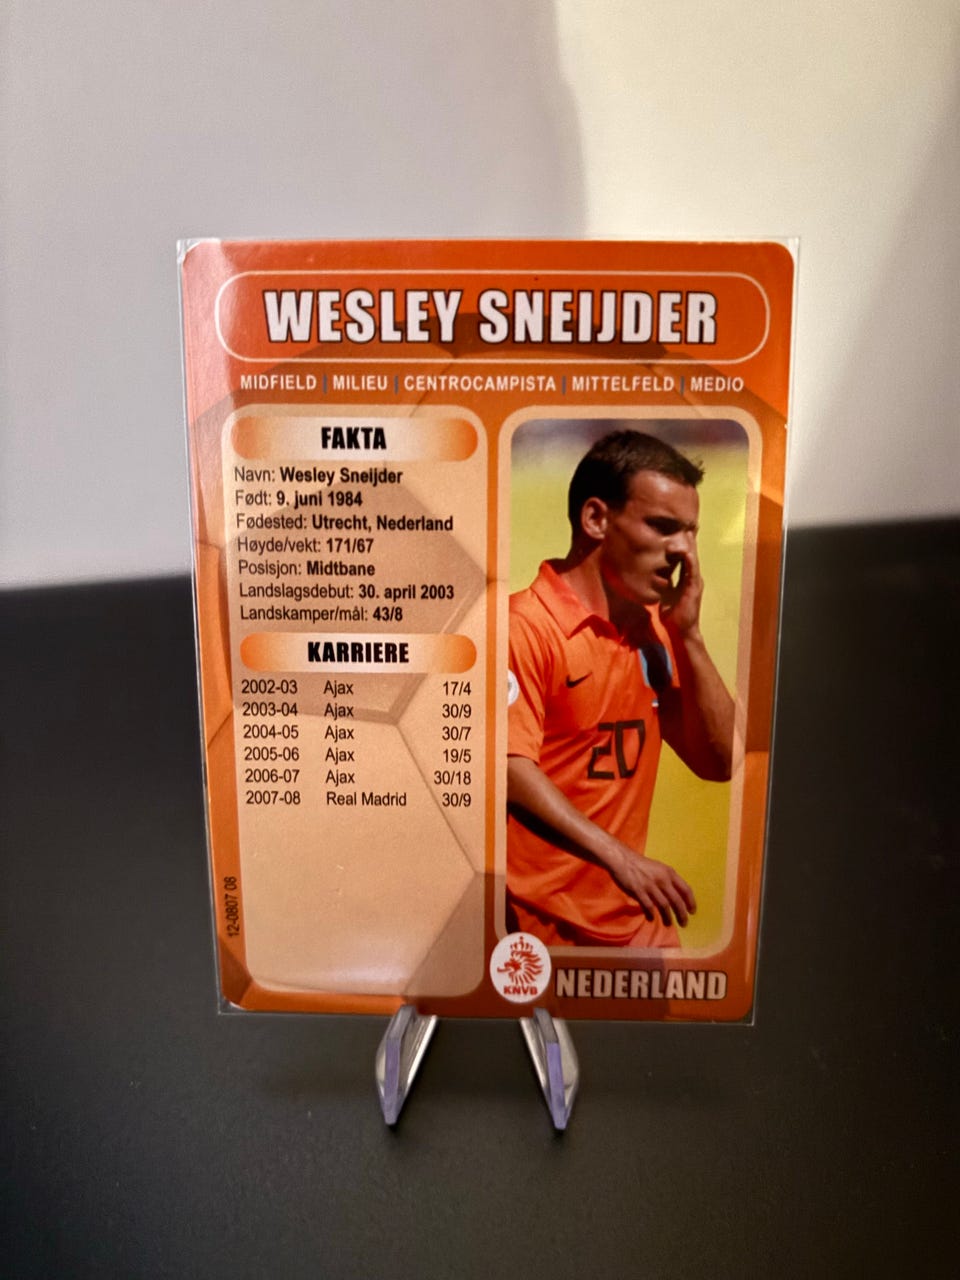 WESLEY SNEIJDER
MIDFIELD | MILIEU | CENTROCAMPISTA | MITTELFELD | MEDIO
FAKTA
Navn: Wesley Sneijder
Født: 9. juni 1984
Fødested: Utrecht, Nederland
Høyde/vekt: 171/67
Posisjon: Midtbane
Landslagsdebut: 30. april 2003
Landskamper/mål: 43/8
KARRIERE
2002-03 Ajax 17/4
2003-04 Ajax 30/9
2004-05 Ajax 30/7
2005-06 Ajax 19/5
2006-07 Ajax 30/18
2007-08 Real Madrid 30/9
12-0807 08
20
KNVB
NEDERLAND